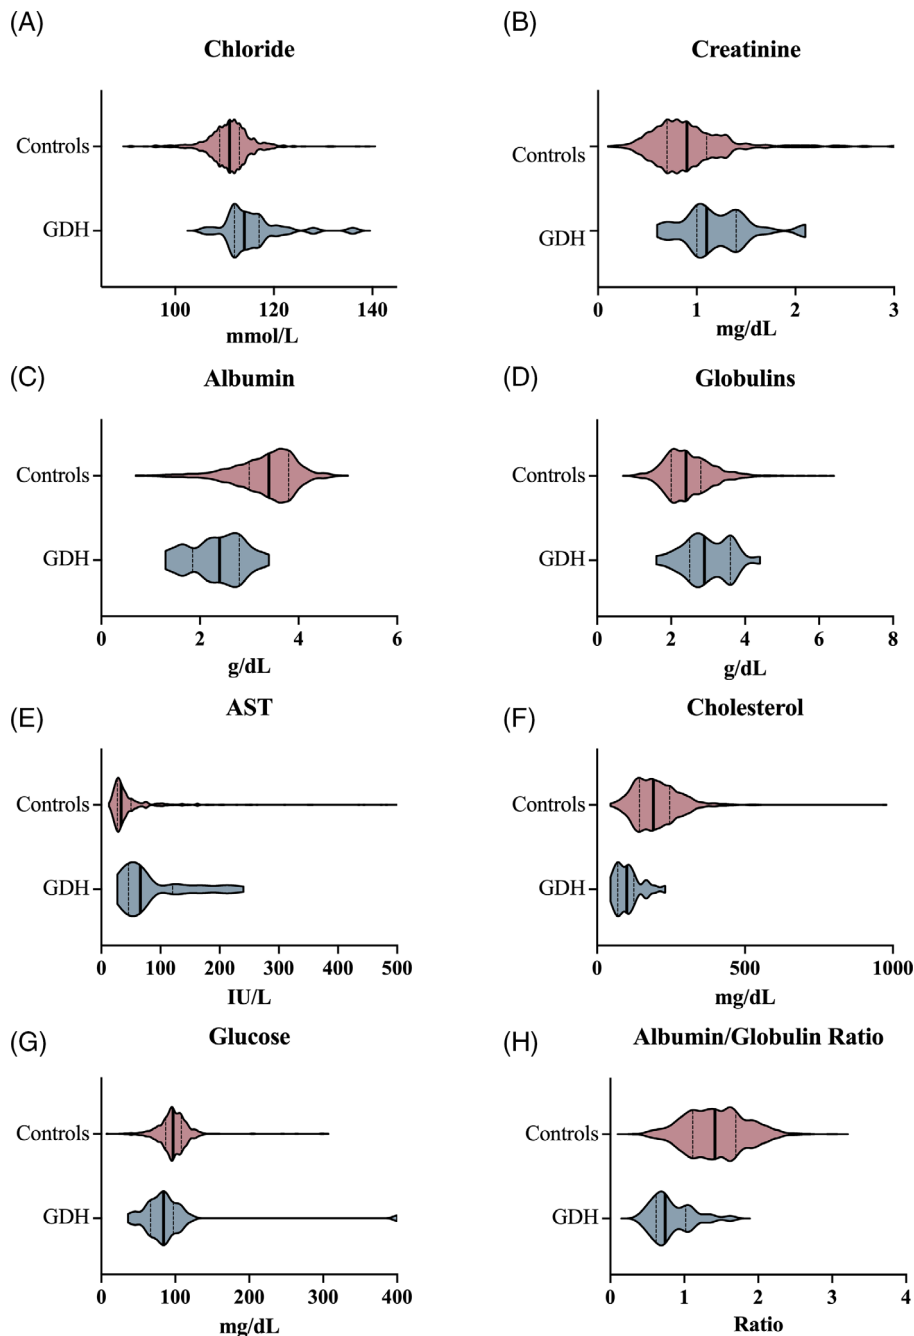 (A)
Chloride
Controls
GDH
100 120 140
mmol/L
(B)
Creatinine
Controls
GDH
0 1 2 3
mg/dL
(C)
Albumin
Controls
GDH
0 2 4 6
g/dL
(D)
Globulins
Controls
GDH
0 2 4 6 8
g/dL
(E)
AST
Controls
GDH
0 100 200 300 400 500
IU/L
(F)
Cholesterol
Controls
GDH
0 500 1000
mg/dL
(G)
Glucose
Controls
GDH
0 100 200 300 400
mg/dL
(H)
Albumin/Globulin Ratio
Controls
GDH
0 1 2 3 4
Ratio